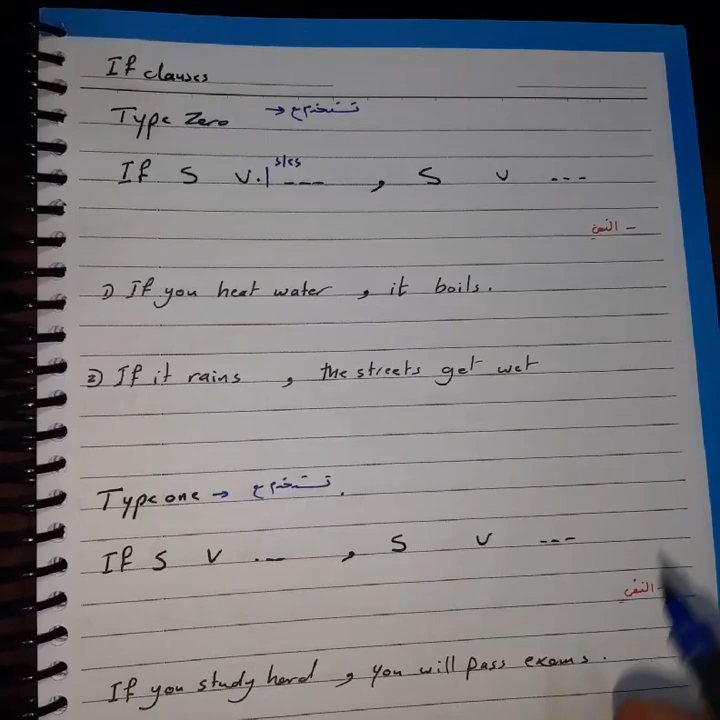 If clauses
Type Zero → تستخدم ع
s/es
If S V.| --- , S V ---
- النفي
1) If you heat water , it boils.
2) If it rains , the streets get wet
Type one → تستخدم ع .
If S V --- , S V ---
- النفي
If you study hard , you will pass exams .